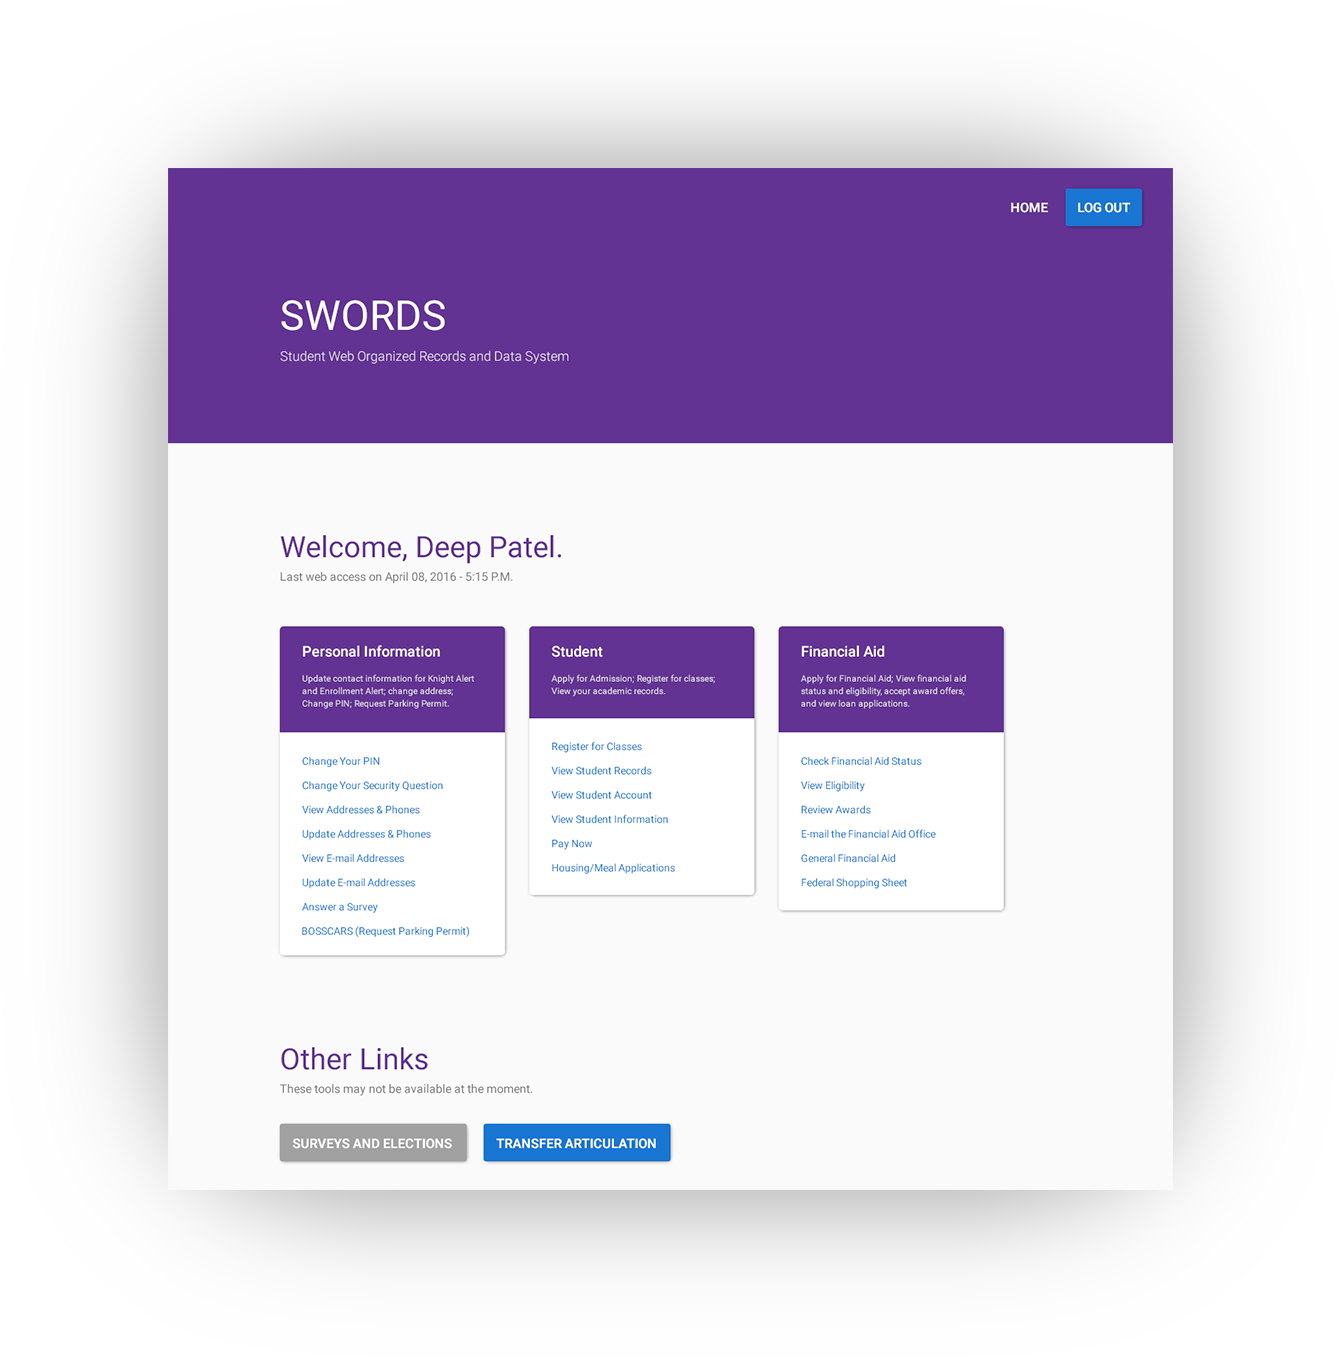 HOME
LOG OUT
SWORDS
Student Web Organized Records and Data System
Welcome, Deep Patel.
Last web access on April 08, 2016 - 5:15 P.M.
Personal Information
Update contact information for Knight Alert
and Enrollment Alert; change address;
Change PIN; Request Parking Permit.
Change Your PIN
Change Your Security Question
View Addresses & Phones
Update Addresses & Phones
View E-mail Addresses
Update E-mail Addresses
Answer a Survey
BOSSCARS (Request Parking Permit)
Student
Apply for Admission; Register for classes;
View your academic records.
Register for Classes
View Student Records
View Student Account
View Student Information
Pay Now
Housing/Meal Applications
Financial Aid
Apply for Financial Aid; View financial aid
status and eligibility, accept award offers,
and view loan applications.
Check Financial Aid Status
View Eligibility
Review Awards
E-mail the Financial Aid Office
General Financial Aid
Federal Shopping Sheet
Other Links
These tools may not be available at the moment.
SURVEYS AND ELECTIONS
TRANSFER ARTICULATION